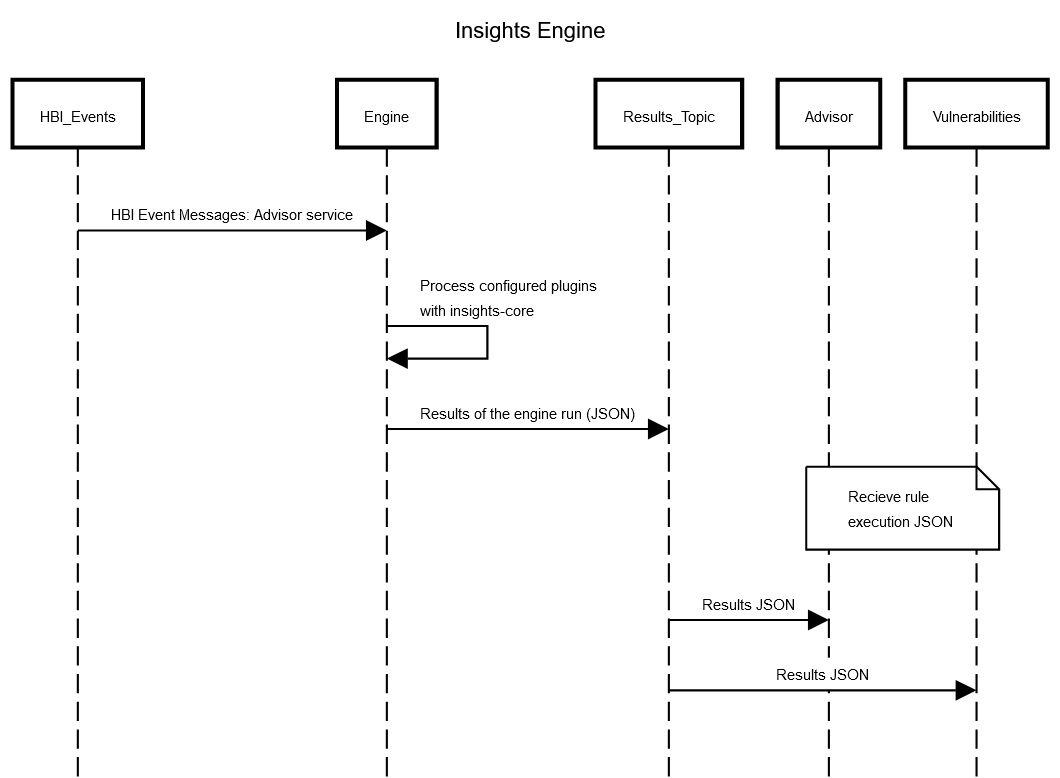 Insights Engine
HBI_Events
Engine
Results_Topic
Advisor
Vulnerabilities
HBI Event Messages: Advisor service
Process configured plugins
with insights-core
Results of the engine run (JSON)
Recieve rule
execution JSON
Results JSON
Results JSON